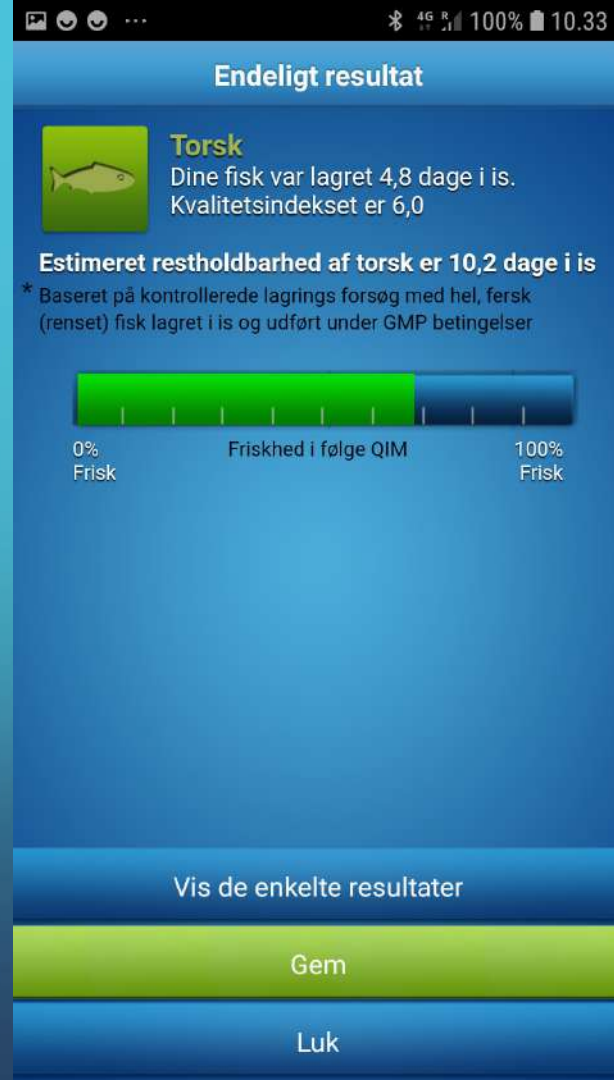 4G R 100% 10.33
Endeligt resultat
Torsk
Dine fisk var lagret 4,8 dage i is.
Kvalitetsindekset er 6,0
Estimeret restholdbarhed af torsk er 10,2 dage i is
* Baseret på kontrollerede lagrings forsøg med hel, fersk
(renset) fisk lagret i is og udført under GMP betingelser
0% Friskhed i følge QIM 100%
Frisk Frisk
Vis de enkelte resultater
Gem
Luk